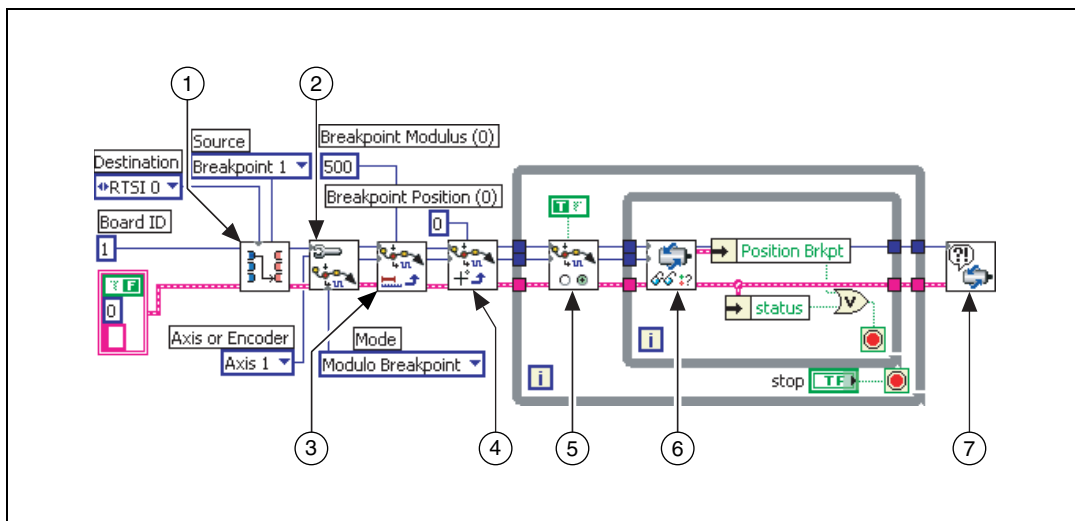 1
2
Source
Breakpoint 1
Breakpoint Modulus (0)
500
Destination
RTSI 0
Breakpoint Position (0)
0
Board ID
1
T
F
0
Position Brkpt
status
V
Axis or Encoder
Axis 1
Mode
Modulo Breakpoint
i
i
stop
TF
?!
3
4
5
6
7